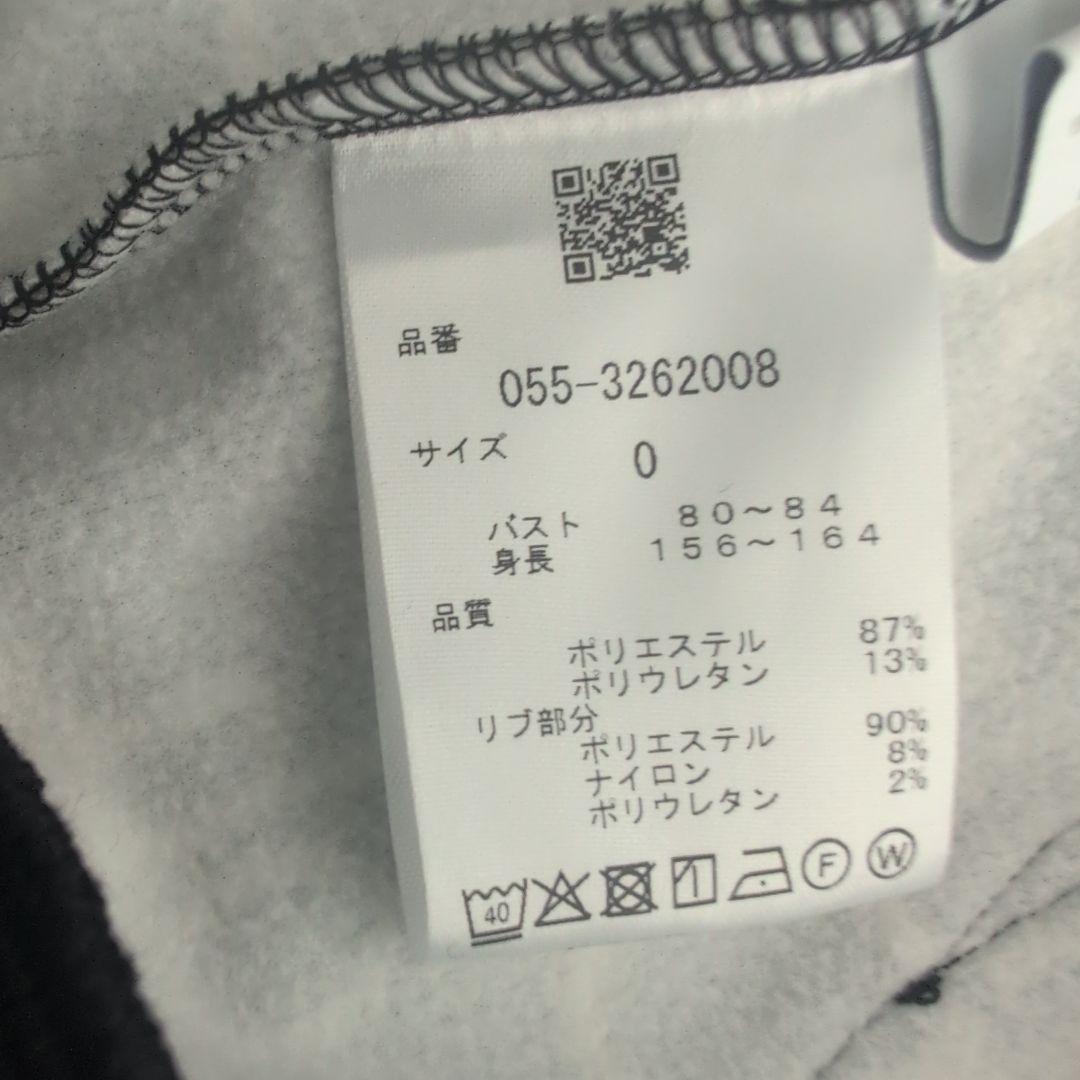 品番
055-3262008
サイズ 0
バスト 80〜84
身長 156〜164
品質
ポリエステル 87%
ポリウレタン 13%
リブ部分
ポリエステル 90%
ナイロン 8%
ポリウレタン 2%
40 F W